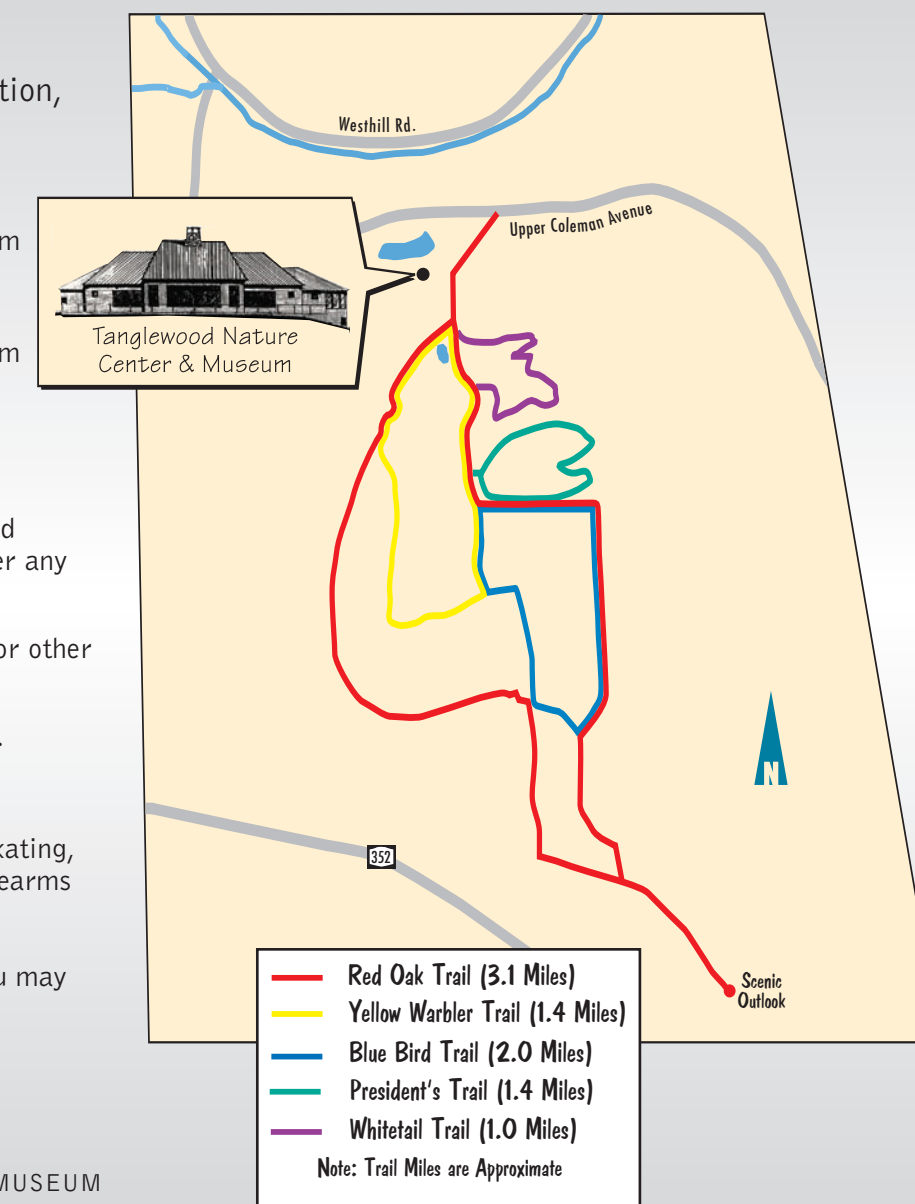 tion,
m
m
d
er any
or other
.
kating,
earms
u may
MUSEUM
Westhill Rd.
Upper Coleman Avenue
Tanglewood Nature
Center & Museum
352
N
Scenic
Outlook
Red Oak Trail (3.1 Miles)
Yellow Warbler Trail (1.4 Miles)
Blue Bird Trail (2.0 Miles)
President's Trail (1.4 Miles)
Whitetail Trail (1.0 Miles)
Note: Trail Miles are Approximate